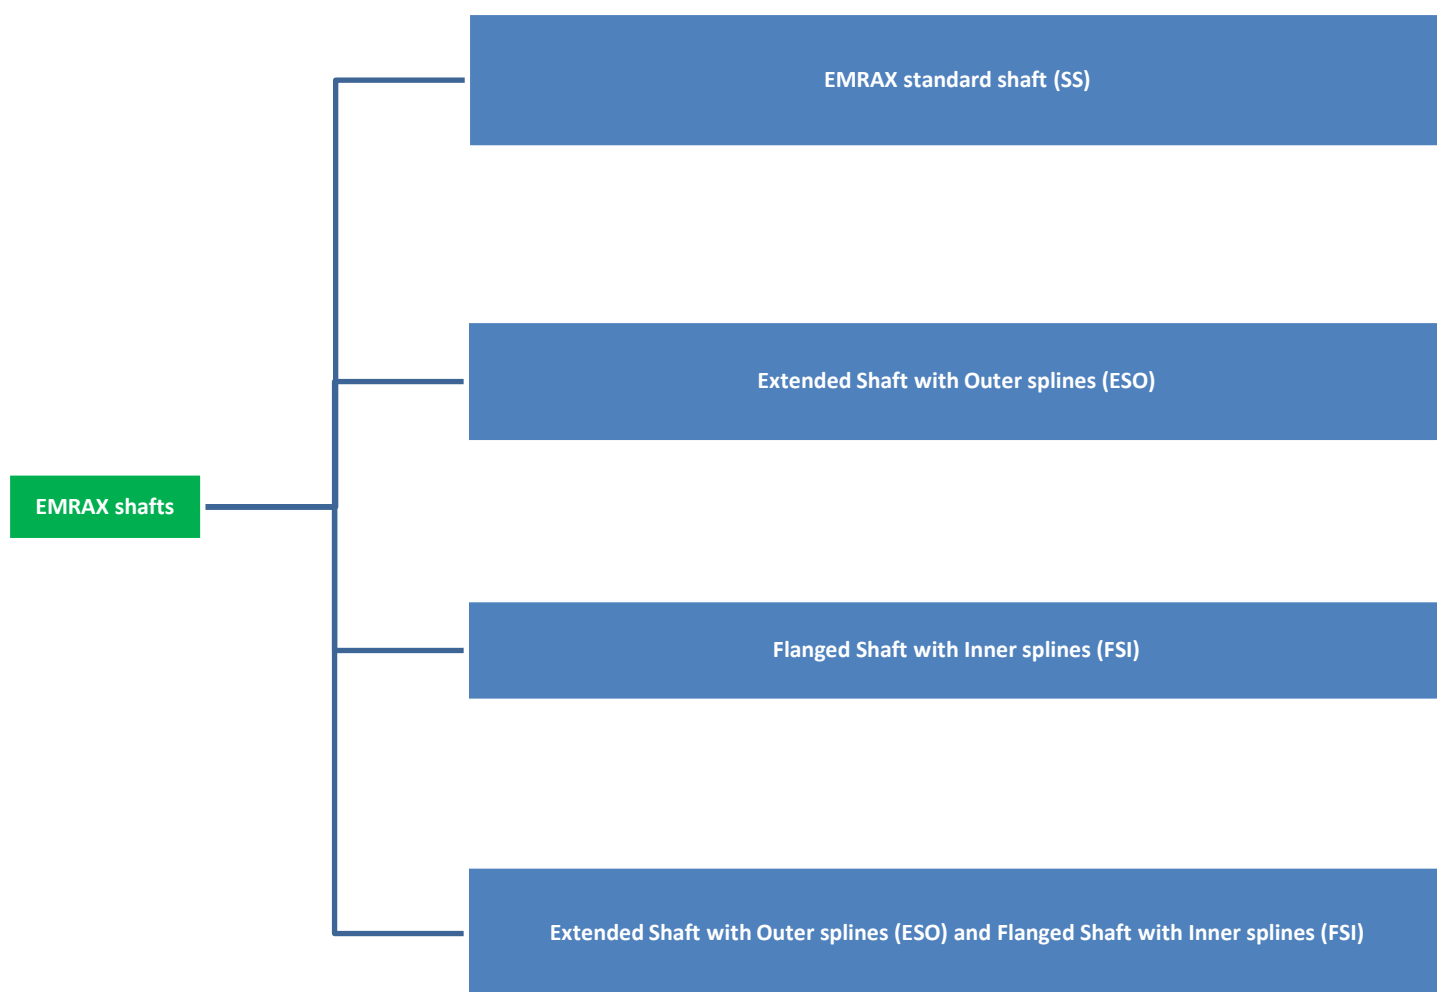 EMRAX standard shaft (SS)
Extended Shaft with Outer splines (ESO)
EMRAX shafts
Flanged Shaft with Inner splines (FSI)
Extended Shaft with Outer splines (ESO) and Flanged Shaft with Inner splines (FSI)